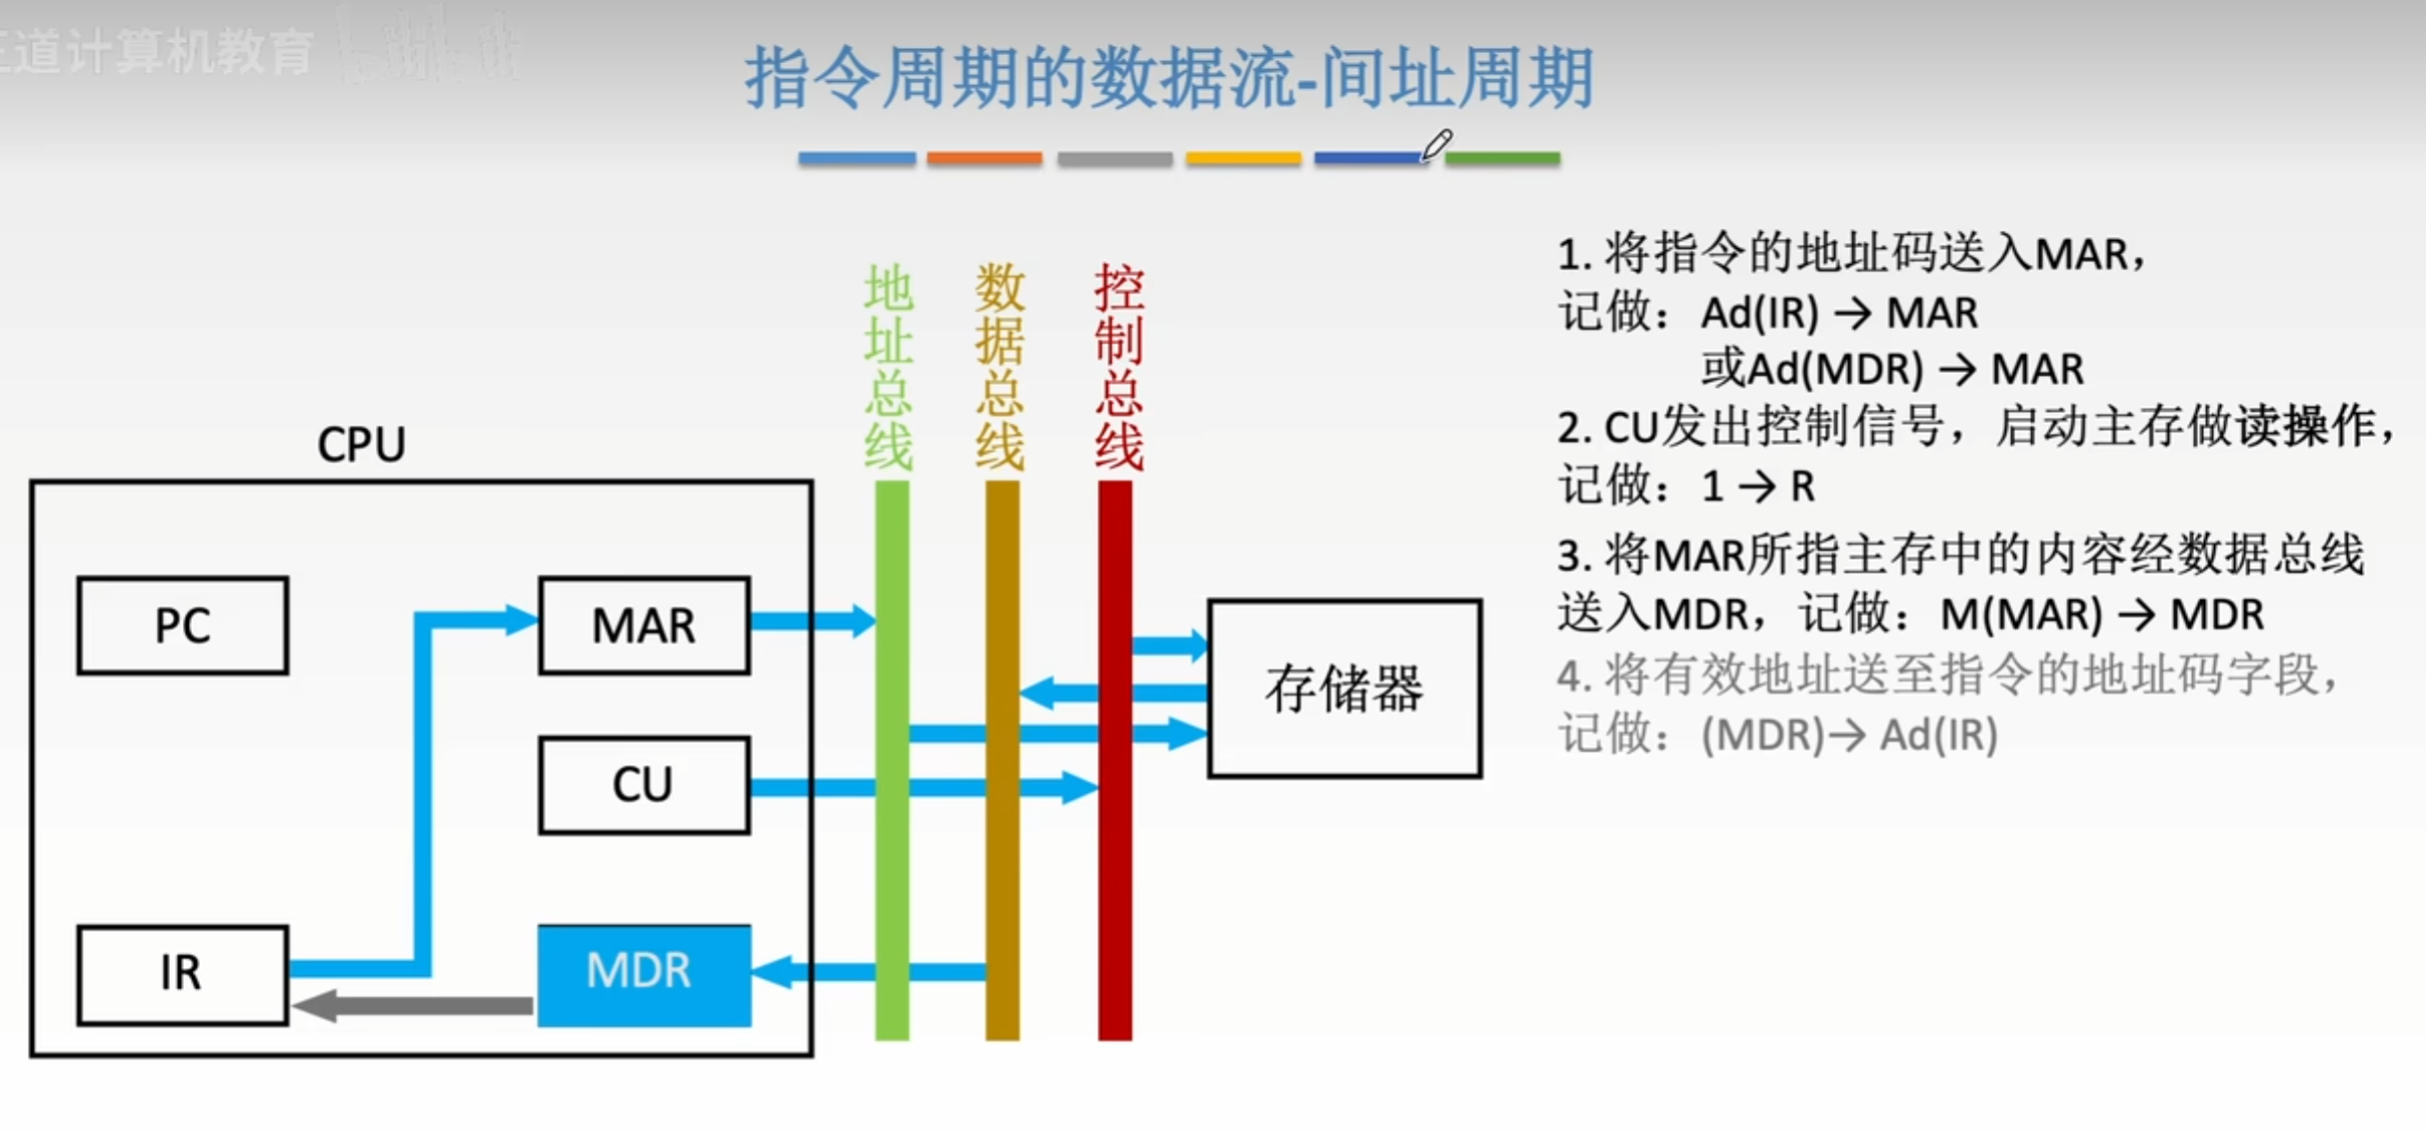 王道计算机教育 bilibili
指令周期的数据流-间址周期
地址总线
数据总线
控制总线
CPU
PC
MAR
CU
IR
MDR
存储器
1. 将指令的地址码送入MAR，
记做：Ad(IR) → MAR
或Ad(MDR) → MAR
2. CU发出控制信号，启动主存做读操作，
记做：1 → R
3. 将MAR所指主存中的内容经数据总线
送入MDR，记做：M(MAR) → MDR
4. 将有效地址送至指令的地址码字段，
记做：(MDR)→ Ad(IR)